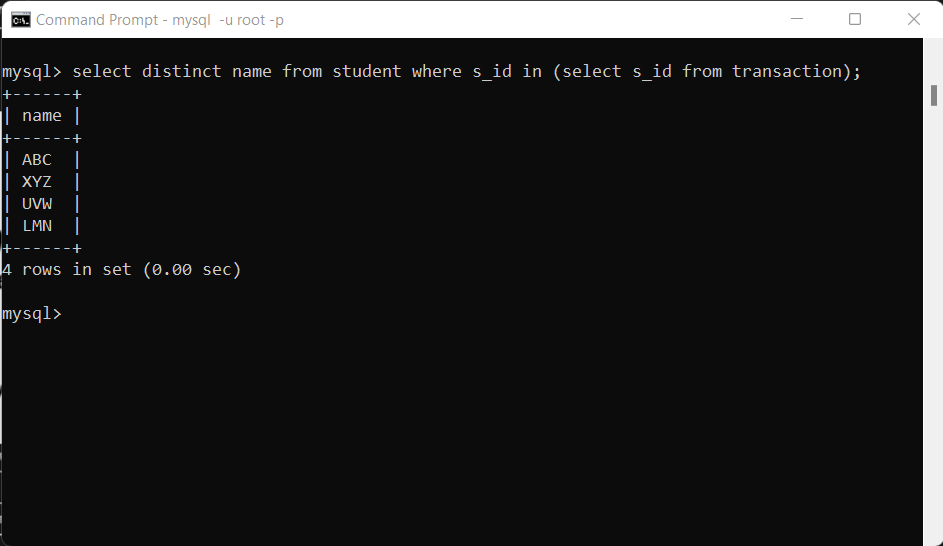 Command Prompt - mysql  -u root -p
mysql> select distinct name from student where s_id in (select s_id from transaction);
+------+
| name |
+------+
| ABC  |
| XYZ  |
| UVW  |
| LMN  |
+------+
4 rows in set (0.00 sec)
mysql>